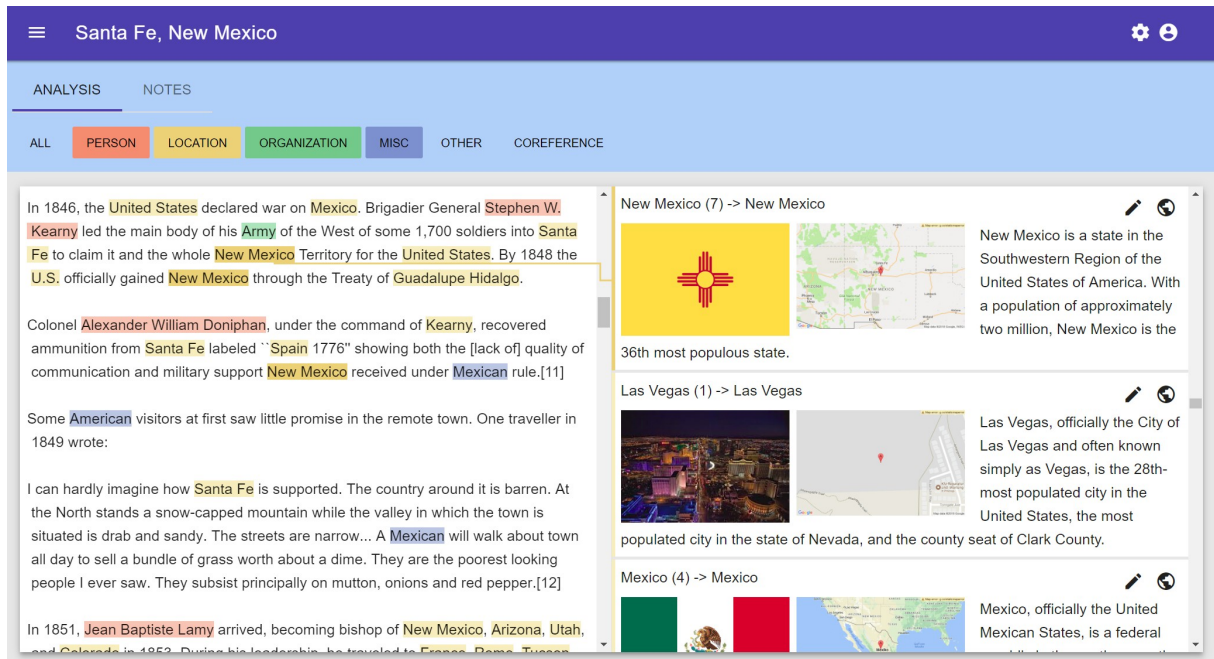 Santa Fe, New Mexico
ANALYSIS NOTES
ALL PERSON LOCATION ORGANIZATION MISC OTHER COREFERENCE
In 1846, the United States declared war on Mexico. Brigadier General Stephen W.
Kearny led the main body of his Army of the West of some 1,700 soldiers into Santa
Fe to claim it and the whole New Mexico Territory for the United States. By 1848 the
U.S. officially gained New Mexico through the Treaty of Guadalupe Hidalgo.
Colonel Alexander William Doniphan, under the command of Kearny, recovered
ammunition from Santa Fe labeled ``Spain 1776'' showing both the [lack of] quality of
communication and military support New Mexico received under Mexican rule.[11]
Some American visitors at first saw little promise in the remote town. One traveller in
1849 wrote:
I can hardly imagine how Santa Fe is supported. The country around it is barren. At
the North stands a snow-capped mountain while the valley in which the town is
situated is drab and sandy. The streets are narrow... A Mexican will walk about town
all day to sell a bundle of grass worth about a dime. They are the poorest looking
people I ever saw. They subsist principally on mutton, onions and red pepper.[12]
In 1851, Jean Baptiste Lamy arrived, becoming bishop of New Mexico, Arizona, Utah,
and Colorado in 1853. During his leadership, he traveled to France, Rome, Tucson,
New Mexico (7) -> New Mexico
New Mexico is a state in the
Southwestern Region of the
United States of America. With
a population of approximately
two million, New Mexico is the
36th most populous state.
Las Vegas (1) -> Las Vegas
Las Vegas, officially the City of
Las Vegas and often known
simply as Vegas, is the 28th-
most populated city in the
United States, the most
populated city in the state of Nevada, and the county seat of Clark County.
Mexico (4) -> Mexico
Mexico, officially the United
Mexican States, is a federal